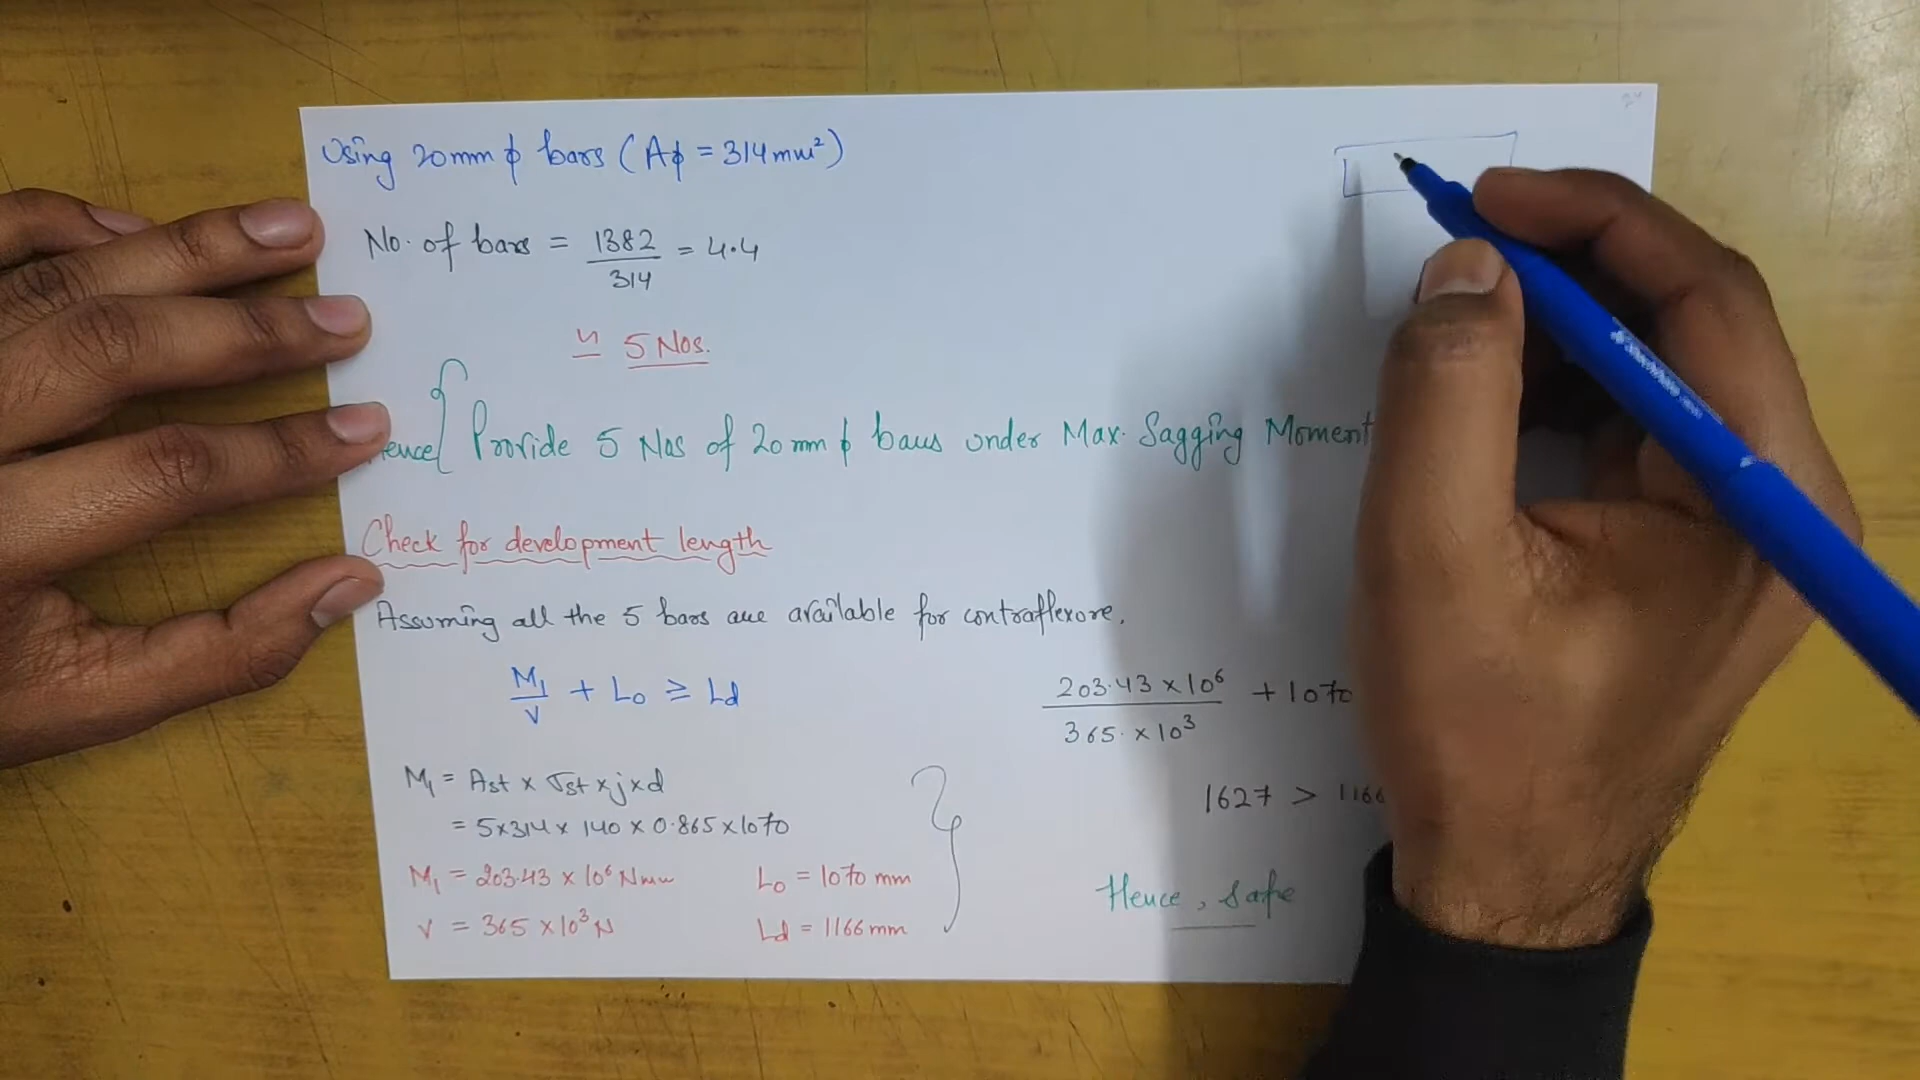 Using 20mm ϕ bars (Aϕ = 314mm²)
No. of bars = 1382/314 = 4.4
≃ 5 Nos.
Hence { Provide 5 Nos of 20mm ϕ bars under Max. Sagging Moment
Check for development length
Assuming all the 5 bars are available for contraflexore.
M₁/V + L₀ ≥ Ld
203.43 × 10⁶/365. × 10³ + 1070
M₁ = Ast × σst × j × d
= 5×314 × 140 × 0.865 × 1070
1627 > 1166
M₁ = 203.43 × 10⁶ Nmm
L₀ = 1070 mm
V = 365 × 10³ N
Ld = 1166 mm
Hence, safe